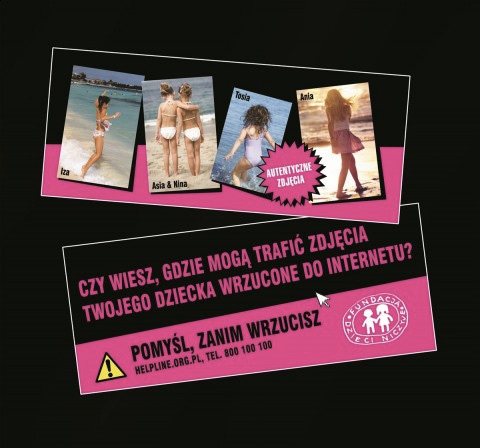 Iza
Asia & Nina
Tosia
Ania
AUTENTYCZNE
ZDJĘCIA
CZY WIESZ, GDZIE MOGĄ TRAFIĆ ZDJĘCIA
TWOJEGO DZIECKA WRZUCONE DO INTERNETU?
POMYŚL, ZANIM WRZUCISZ
HELPLINE.ORG.PL, TEL. 800 100 100
FUNDACJA
DZIECI NICZYJE